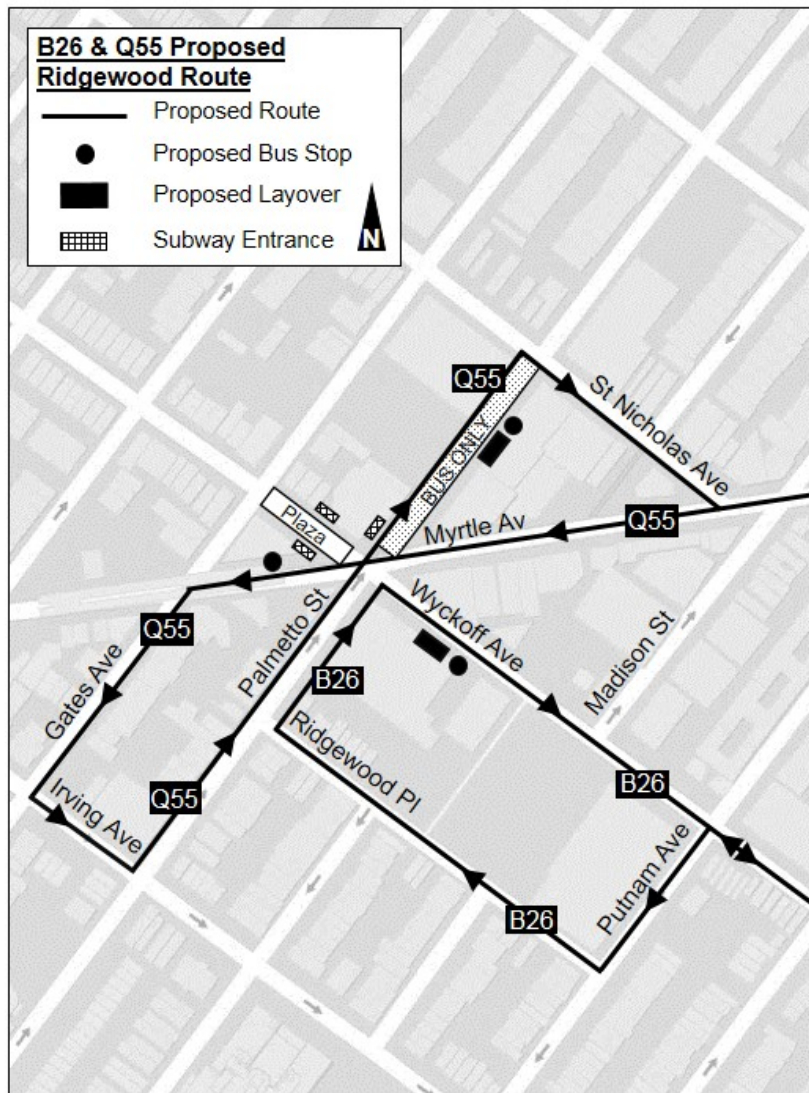 B26 & Q55 Proposed
Ridgewood Route
Proposed Route
Proposed Bus Stop
Proposed Layover
Subway Entrance
N
Q55
St Nicholas Ave
BUS ONLY
Plaza
Myrtle Av
Q55
Q55
Gates Ave
Palmetto St
Wyckoff Ave
B26
Madison St
Ridgewood Pl
Q55
Irving Ave
B26
Putnam Ave
B26